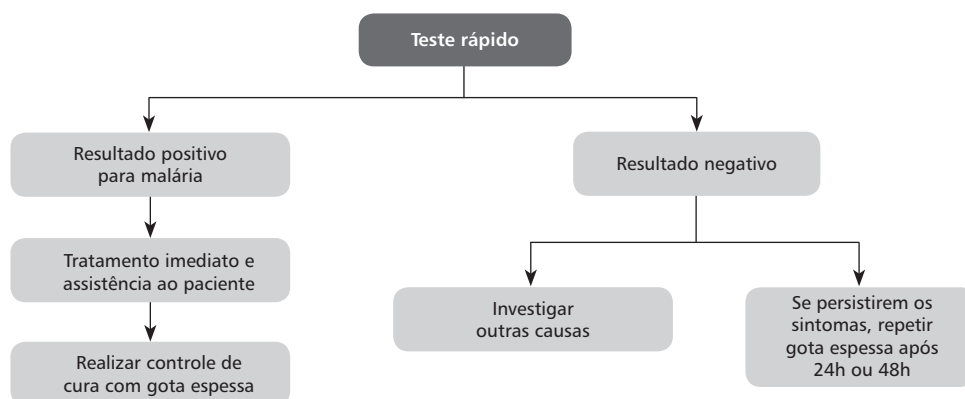 Teste rápido
Resultado positivo
para malária
Tratamento imediato e
assistência ao paciente
Realizar controle de
cura com gota espessa
Resultado negativo
Investigar
outras causas
Se persistirem os
sintomas, repetir
gota espessa após
24h ou 48h